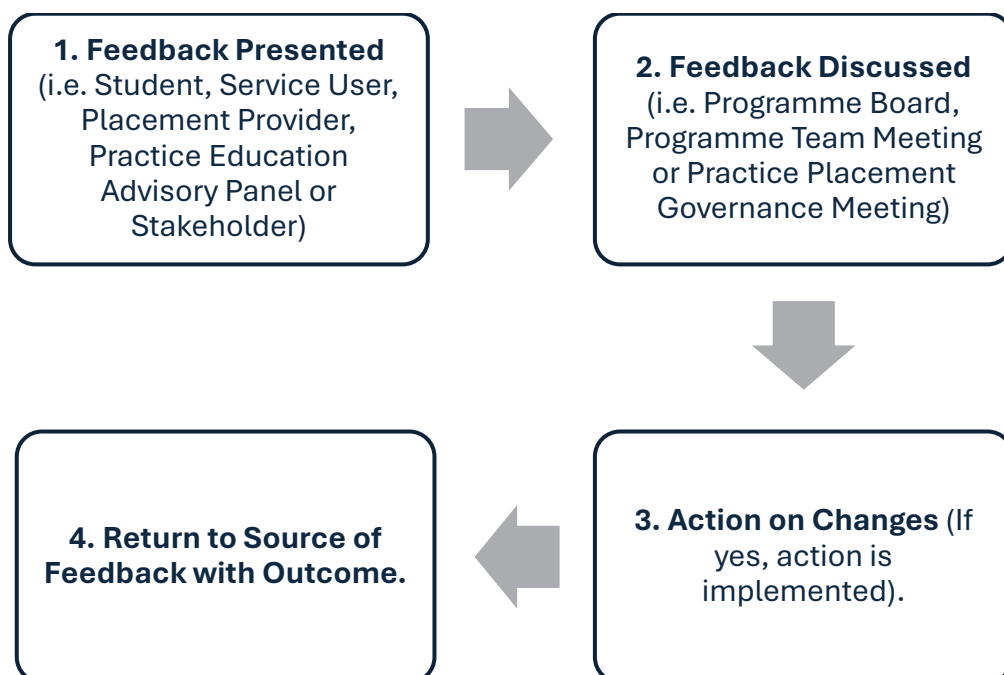 1. Feedback Presented
(i.e. Student, Service User,
Placement Provider,
Practice Education
Advisory Panel or
Stakeholder)
2. Feedback Discussed
(i.e. Programme Board,
Programme Team Meeting
or Practice Placement
Governance Meeting)
3. Action on Changes (If
yes, action is
implemented).
4. Return to Source of
Feedback with Outcome.